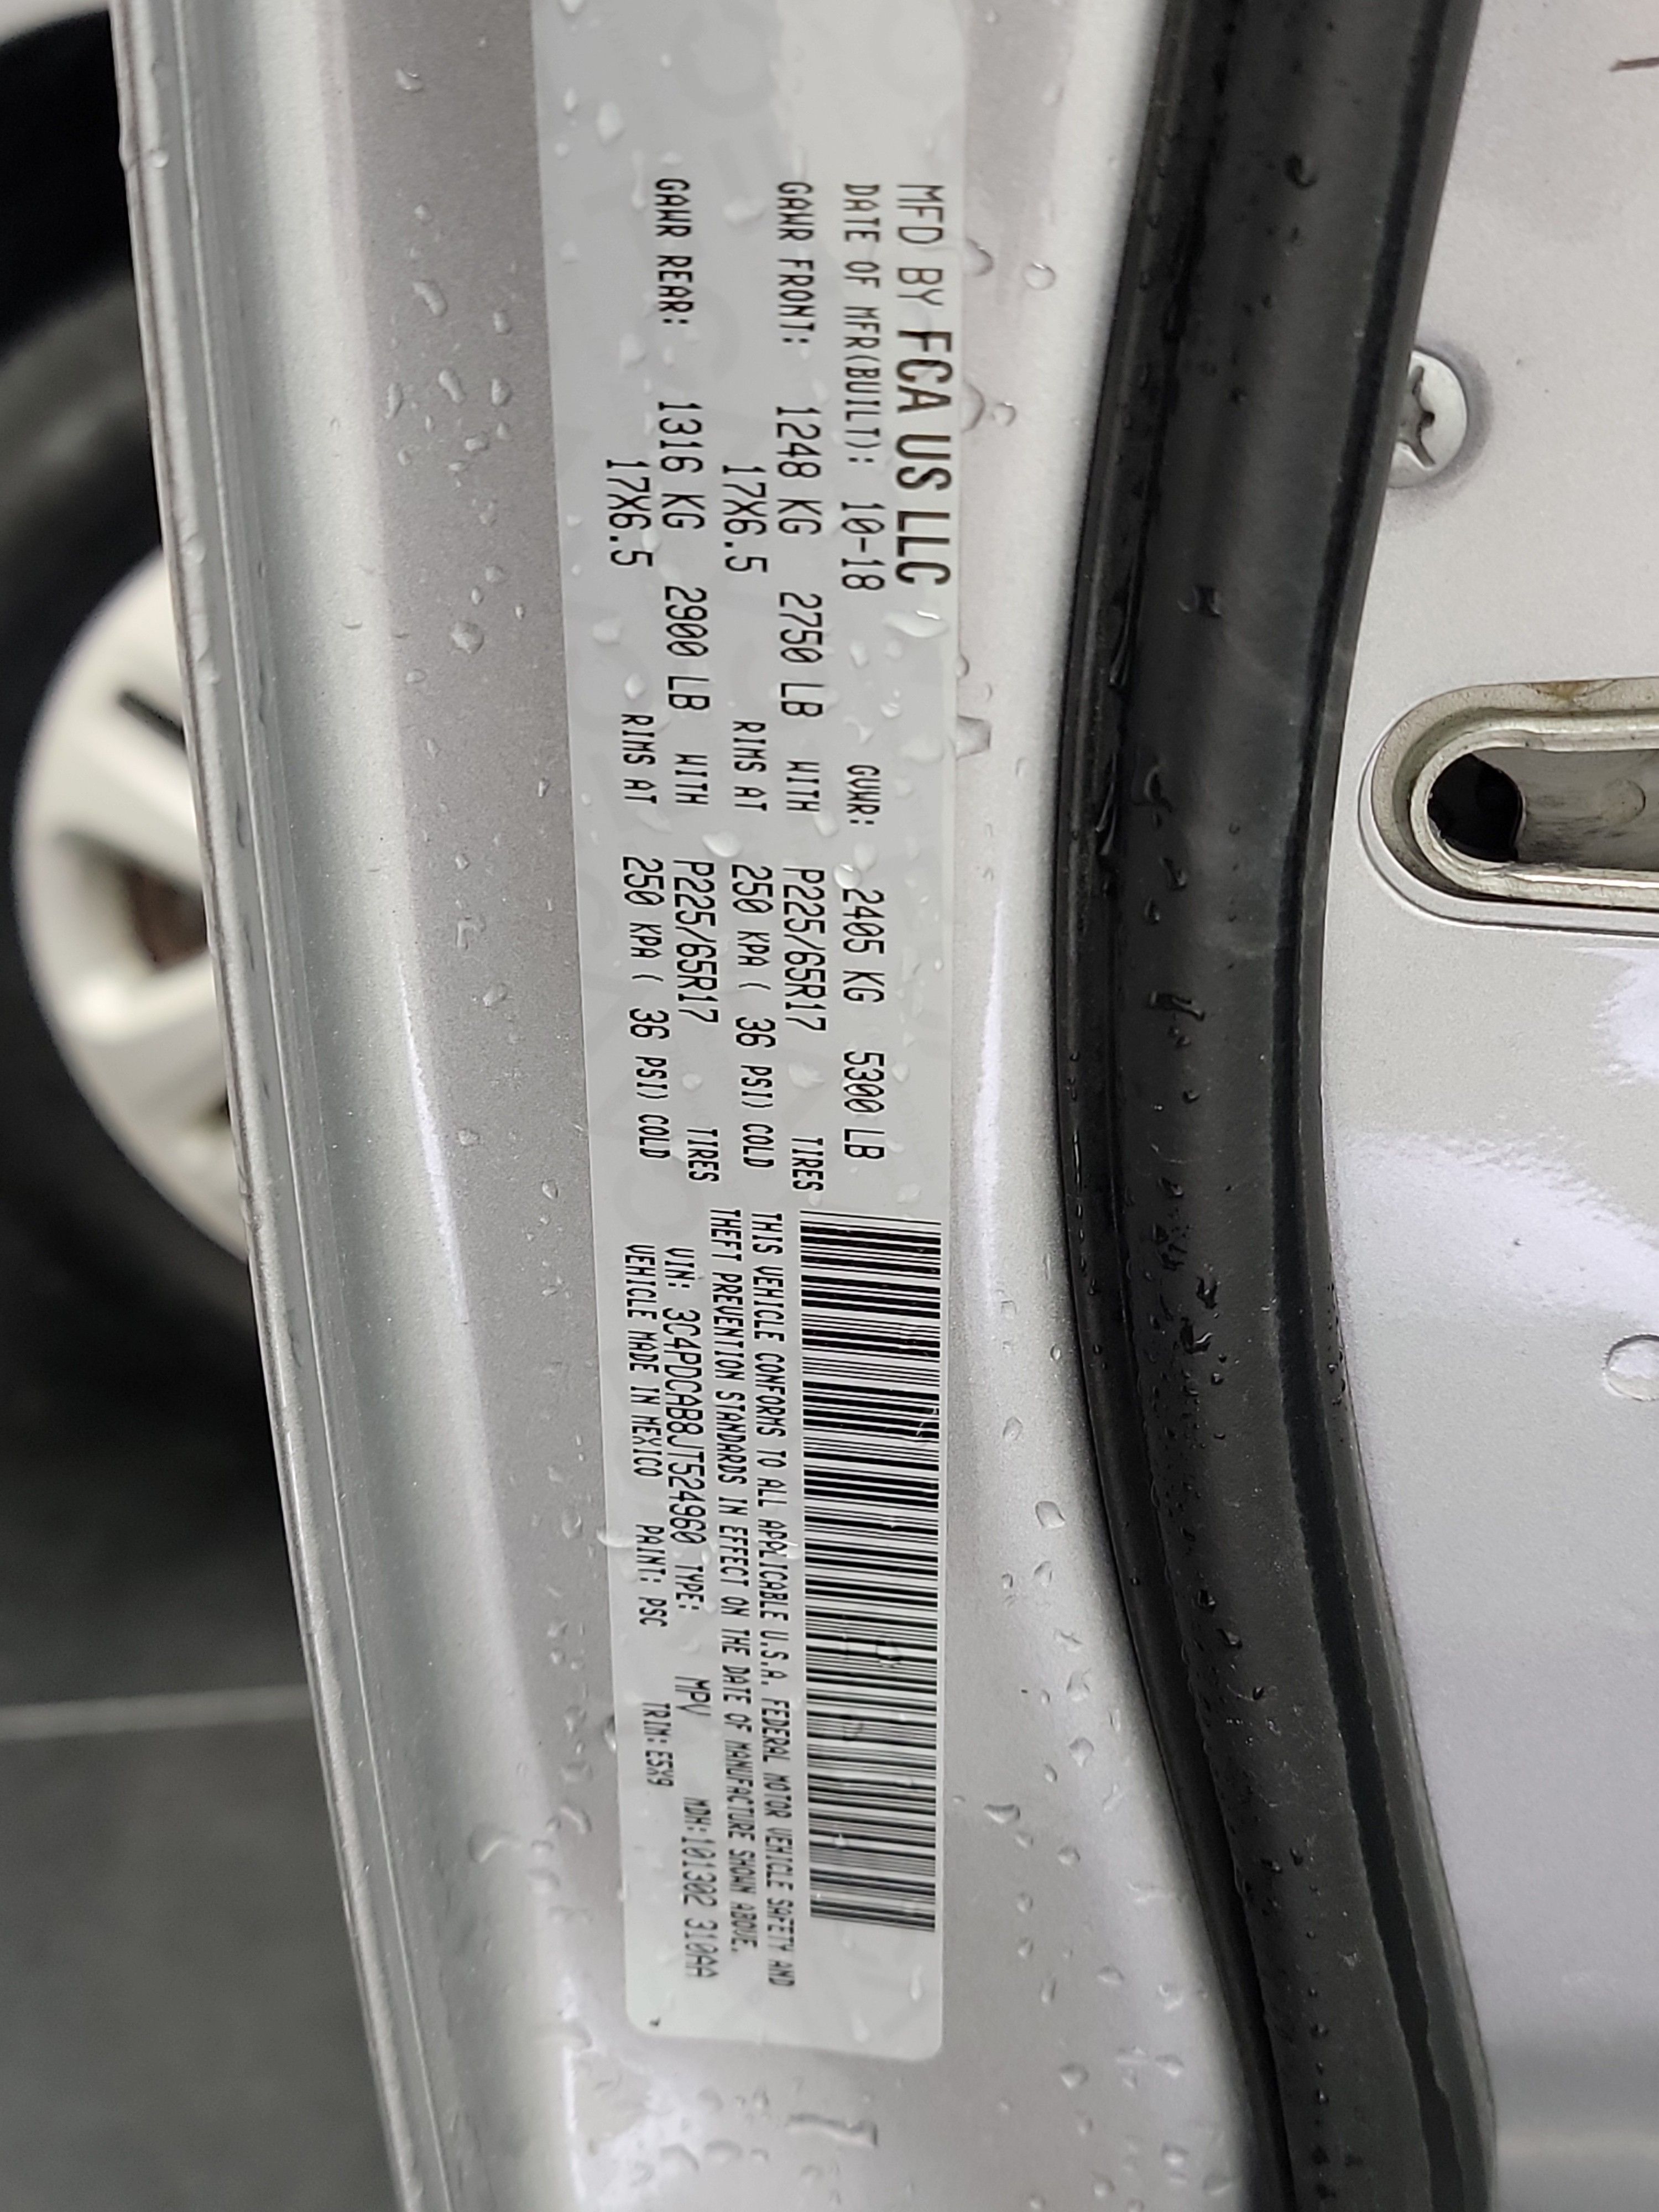 MFD BY FCA US LLC
DATE OF MFR(BUILT): 10-18 GVWR: 2405 KG 5300 LB
GAWR FRONT: 1248 KG 2750 LB WITH P225/65R17 TIRES
17X6.5 RIMS AT 250 KPA ( 36 PSI) COLD
GAWR REAR: 1316 KG 2900 LB WITH P225/65R17 TIRES
17X6.5 RIMS AT 250 KPA ( 36 PSI) COLD
THIS VEHICLE CONFORMS TO ALL APPLICABLE U.S.A. FEDERAL MOTOR VEHICLE SAFETY AND
THEFT PREVENTION STANDARDS IN EFFECT ON THE DATE OF MANUFACTURE SHOWN ABOVE.
VIN: 3C4PDCAB8JT524960 TYPE: MPV MDH:101302 310AA
VEHICLE MADE IN MEXICO PAINT: PSC TRIM: E5X9